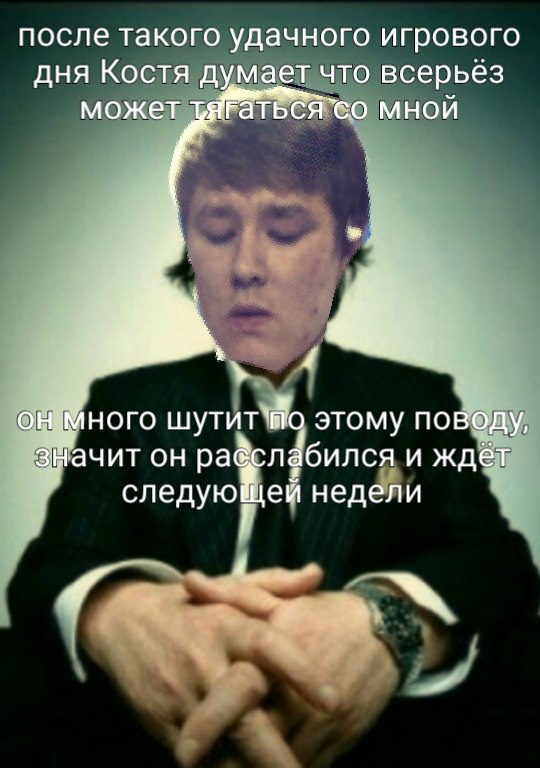 после такого удачного игрового
дня Костя думает что всерьёз
может тягаться со мной
он много шутит по этому поводу,
значит он расслабился и ждёт
следующей недели